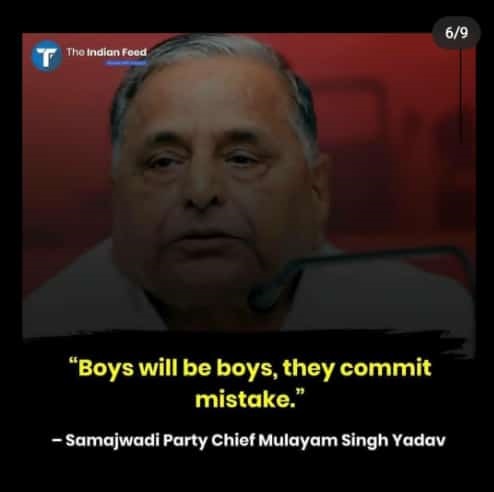 6/9
The Indian Feed
“Boys will be boys, they commit
mistake.”
– Samajwadi Party Chief Mulayam Singh Yadav